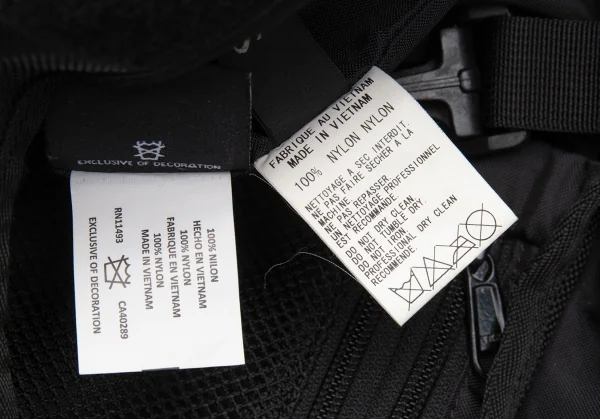 EXCLUSIVE OF DECORATION
100% NILON
HECHO EN VIETNAM
100% NYLON
FABRIQUE EN VIETNAM
100% NYLON
MADE IN VIETNAM
100% NYLON
RN11493
CA40289
EXCLUSIVE OF DECORATION
FABRIQUE AU VIETNAM
MADE IN VIETNAM
100% NYLON NYLON
NETTOYAGE A SEC INTERDIT.
NE PAS FAIRE SECHER A LA
MACHINE
NE PAS REPASSER
UN NETTOYAGE PROFESSIONNEL
EST RECOMMANDE.
DO NOT DRY CLEAN.
DO NOT TUMBLE DRY.
DO NOT IRON.
PROFESSIONAL DRY CLEAN
RECOMMENDE.